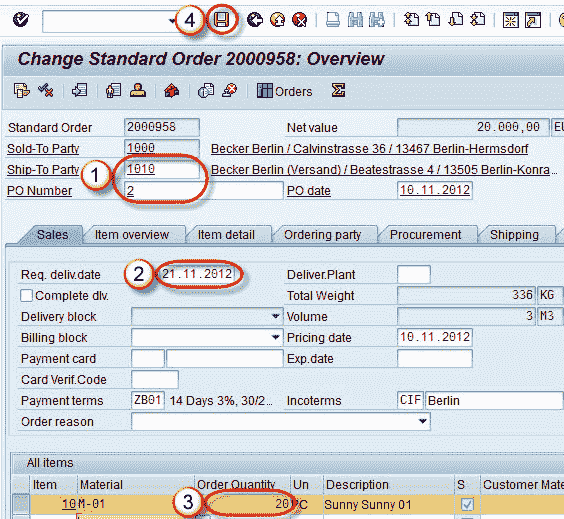 4
Change Standard Order 2000958: Overview
Orders
Standard Order 2000958 Net value 20.000,00
Sold-To Party 1000 Becker Berlin / Calvinstrasse 36 / 13467 Berlin-Hermsdorf
1 Ship-To Party 1010 Becker Berlin (Versand) / Beatestrasse 4 / 13505 Berlin-Konra...
PO Number 2 PO date 10.11.2012
Sales Item overview Item detail Ordering party Procurement Shipping
Req. deliv.date 2 21.11.2012 Deliver.Plant
Complete dlv. Total Weight 336 KG
Delivery block Volume 3 M3
Billing block Pricing date 10.11.2012
Payment card Exp.date
Card Verif.Code
Payment terms ZB01 14 Days 3%, 30/2... Incoterms CIF Berlin
Order reason
All items
Item Material Order Quantity Un Description S Customer Mate
10 M-01 3 20 Sunny Sunny 01